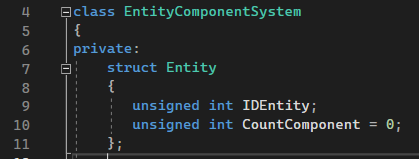 4 class EntityComponentSystem
5 {
6 private:
7 struct Entity
8 {
9 unsigned int IDEntity;
10 unsigned int CountComponent = 0;
11 };